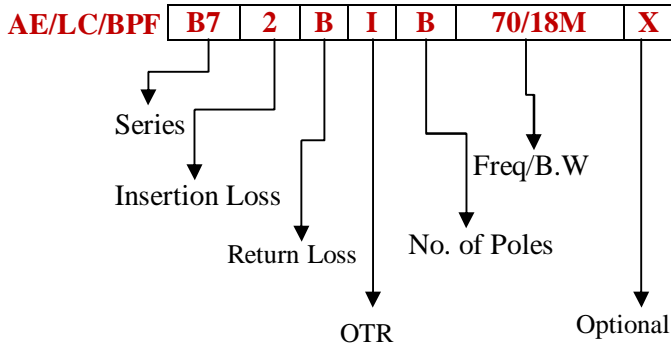 AE/LC/BPF B7 2 B I B 70/18M X
Series
Freq/B.W
Insertion Loss
No. of Poles
Return Loss
OTR
Optional